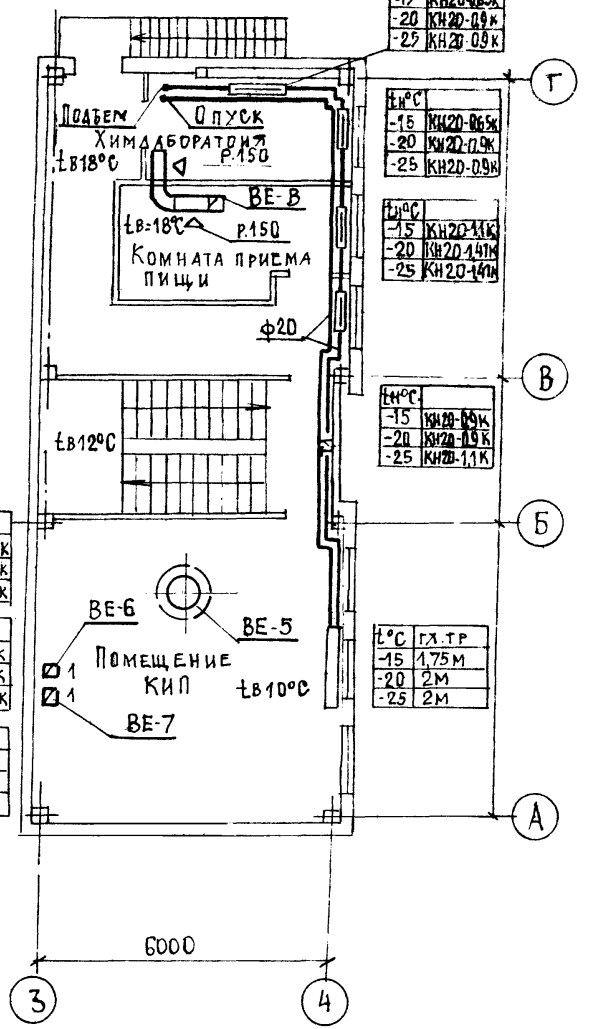 -20 КН20-0.9К
-25 КН20-0.9К
Г
Подъем
Опуск
Химлаборатоия
tв18°С
Р.150
tн°С
-15 КН20-0.65К
-20 КН20-0.9К
-25 КН20-0.9К
ВЕ-8
tв=18°С
Р.150
Комната приема
пищи
tн°С
-15 КН20-1.1К
-20 КН20-1,41К
-25 КН20-1,41К
ф20
В
tн°С
-15 КН20-0.9К
-20 КН20-0.9К
-25 КН20-1,1К
tв12°С
Б
К
К
К
ВЕ-6
ВЕ-5
1
Помещение
КИП
tв10°С
t°С гл.тр
-15 1,75м
-20 2м
-25 2м
К
К
К
1
ВЕ-7
А
6000
3
4